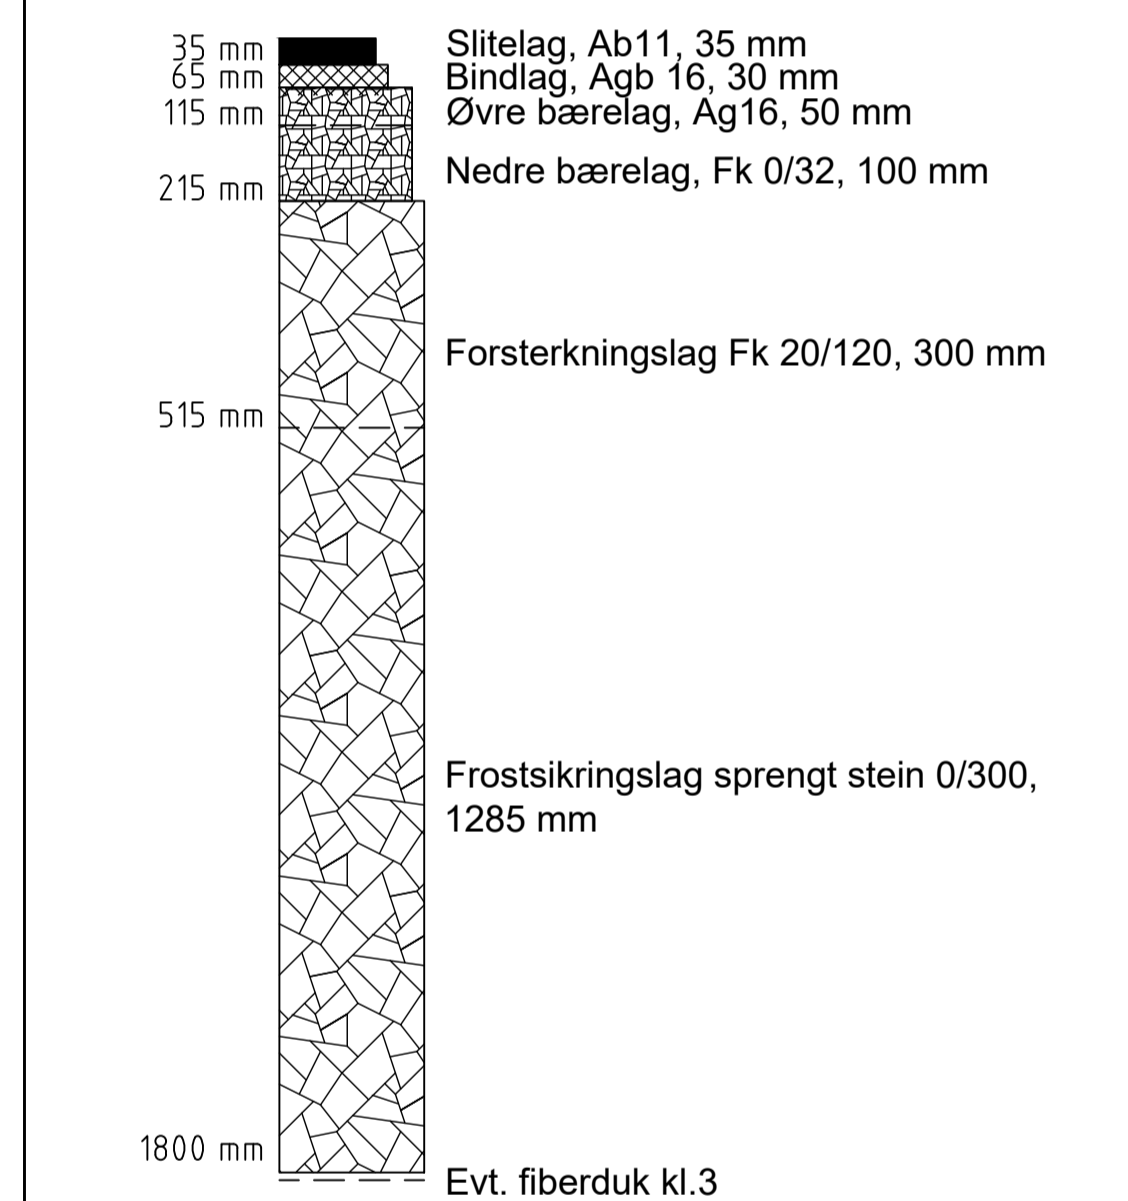 35 mm
Slitelag, Ab11, 35 mm
65 mm
Bindlag, Agb 16, 30 mm
115 mm
Øvre bærelag, Ag16, 50 mm
Nedre bærelag, Fk 0/32, 100 mm
215 mm
Forsterkningslag Fk 20/120, 300 mm
515 mm
Frostsikringslag sprengt stein 0/300,
1285 mm
1800 mm
Evt. fiberduk kl.3